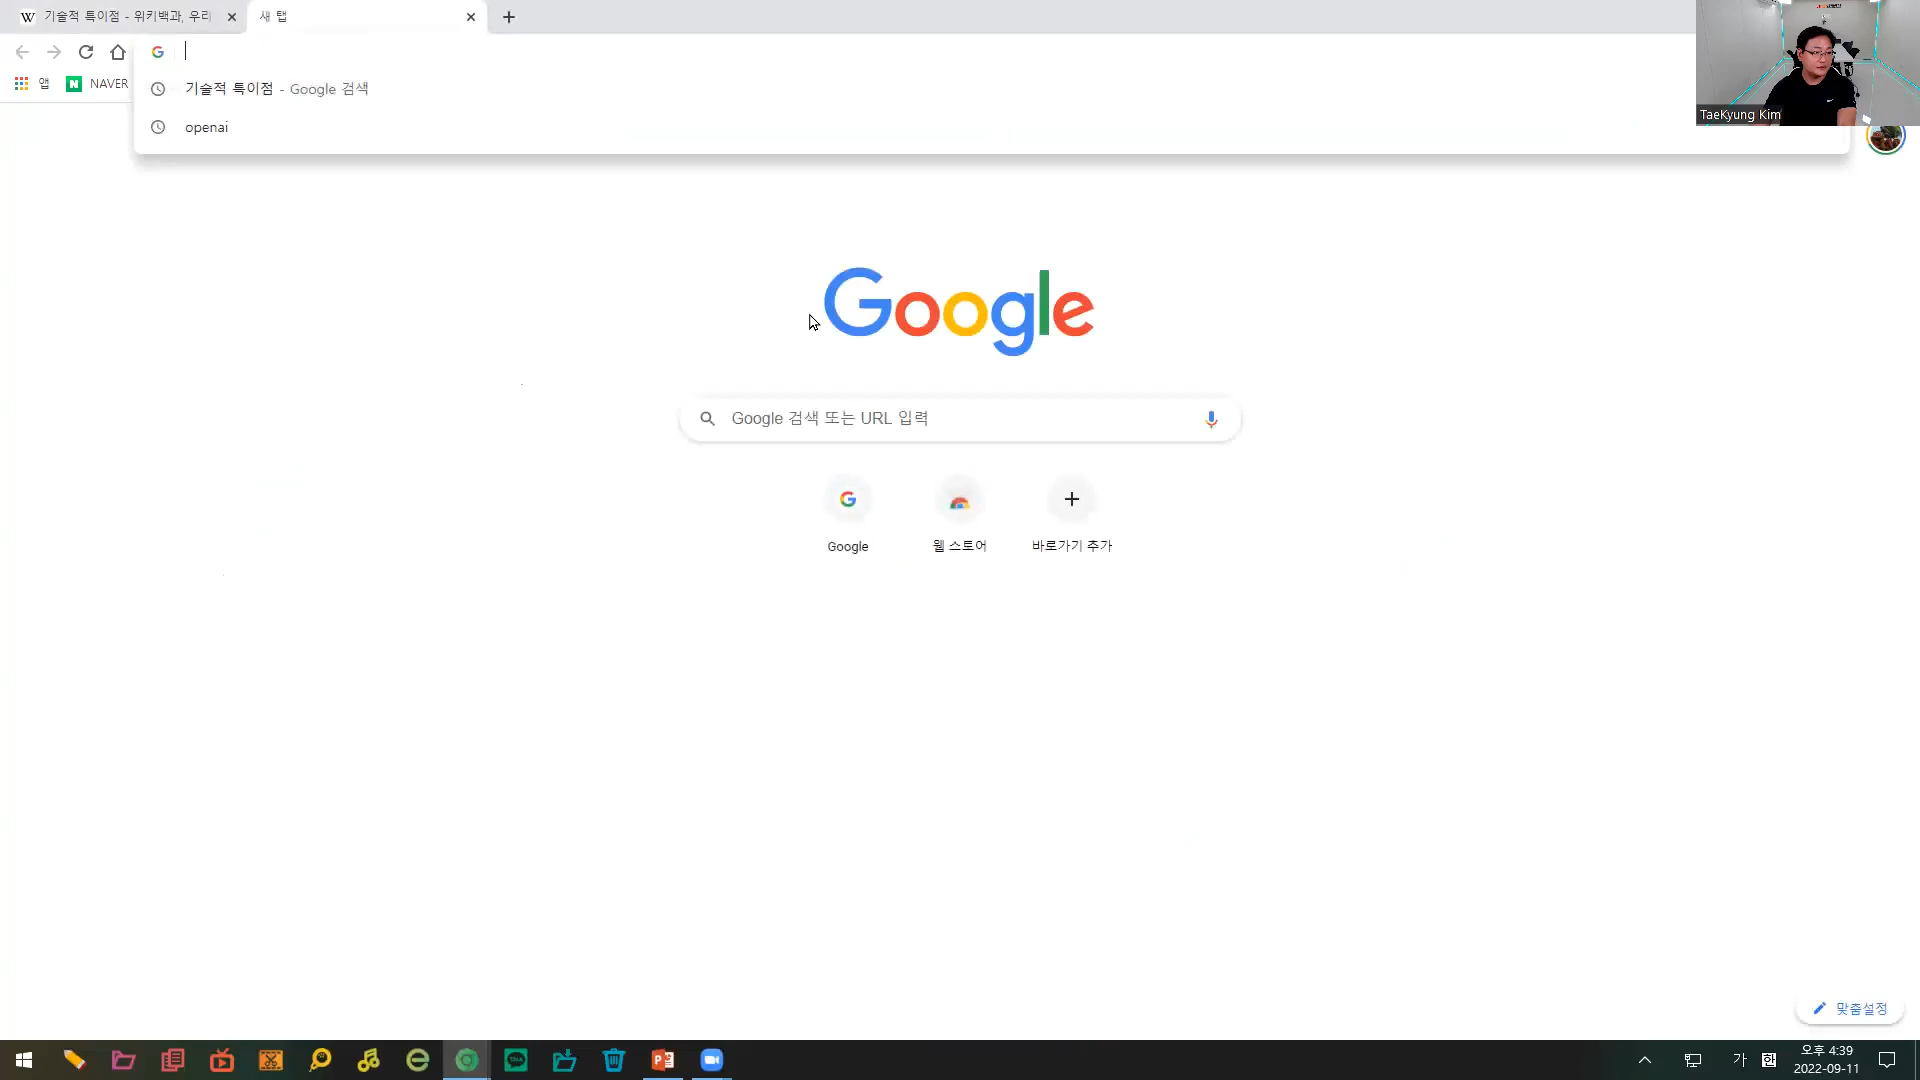 기술적 특이점 - 위키백과, 우리
새 탭
앱
NAVER
기술적 특이점 - Google 검색
openai
TaeKyung Kim
Google
Google 검색 또는 URL 입력
Google
웹 스토어
바로가기 추가
맞춤설정
가
한
오후 4:39
2022-09-11